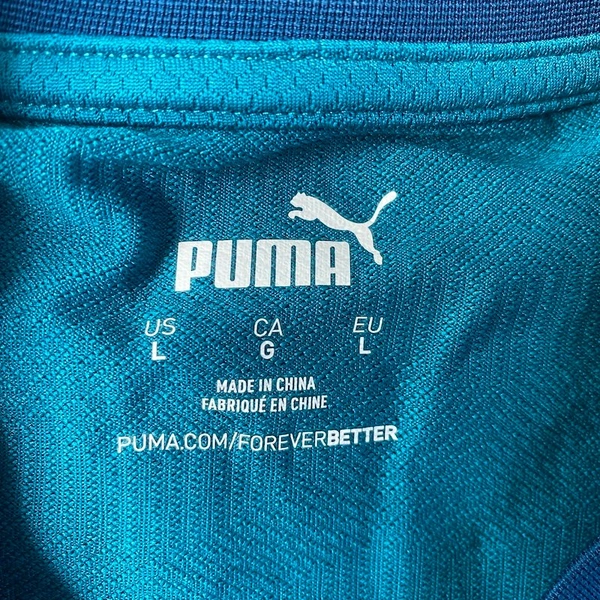 PUMA
US CA EU
L G L
MADE IN CHINA
FABRIQUÉ EN CHINE
PUMA.COM/FOREVERBETTER